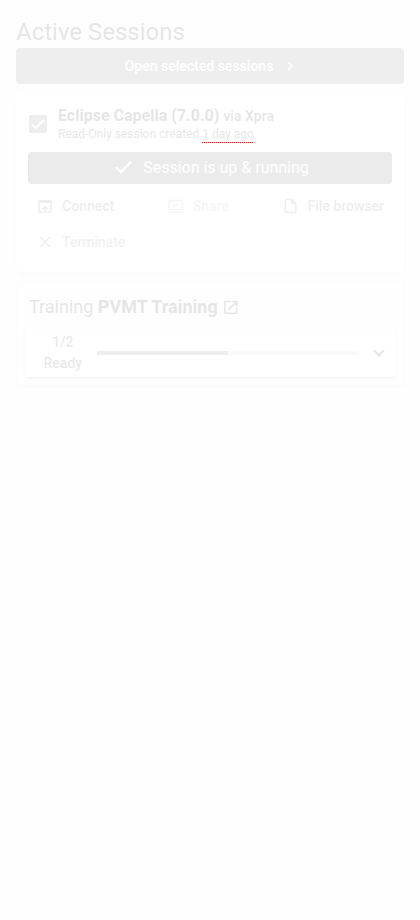 Active Sessions
Open selected sessions
Eclipse Capella (7.0.0) via Xpra
Read-Only session created 1 day ago
Session is up & running
Connect Share File browser
Terminate
Training PVMT Training
1/2
Ready